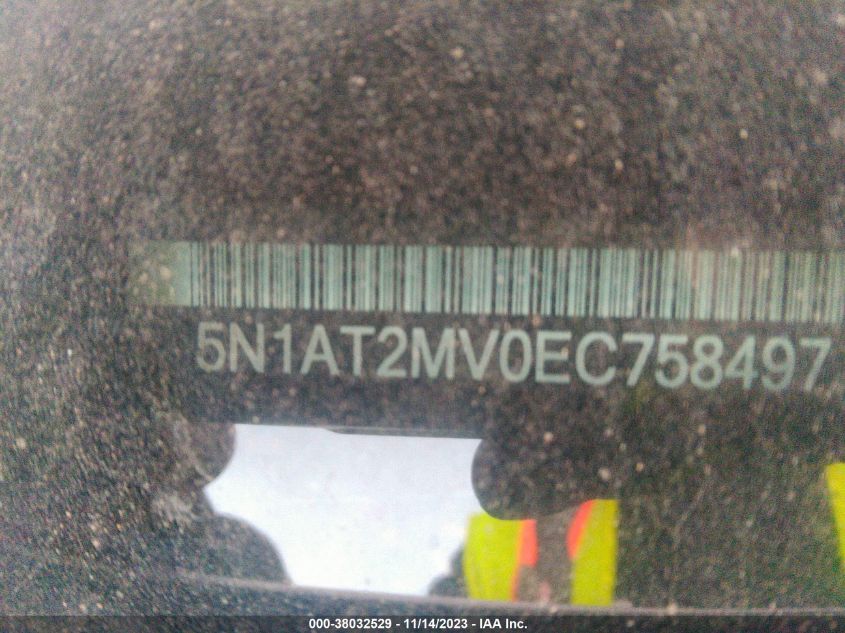 5N1AT2MV0EC758497
000-38032529 - 11/14/2023 - IAA Inc.